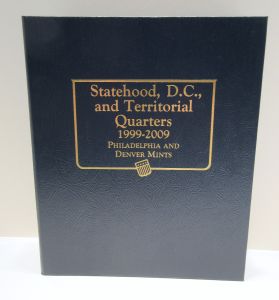 Statehood, D.C.,
and Territorial
Quarters
1999-2009
Philadelphia and
Denver Mints